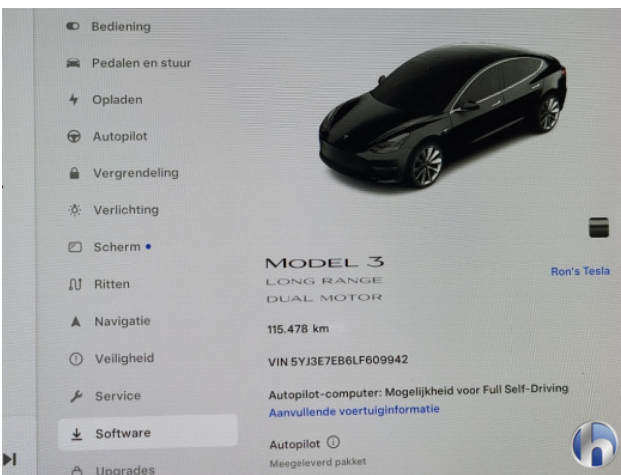 Bediening
Pedalen en stuur
Opladen
Autopilot
Vergrendeling
Verlichting
Scherm
Ritten
Navigatie
Veiligheid
Service
Software
Upgrades
MODEL 3
LONG RANGE
DUAL MOTOR
Ron's Tesla
115.478 km
VIN 5YJ3E7EB6LF609942
Autopilot-computer: Mogelijkheid voor Full Self-Driving
Aanvullende voertuiginformatie
Autopilot
Meegeleverd pakket
h